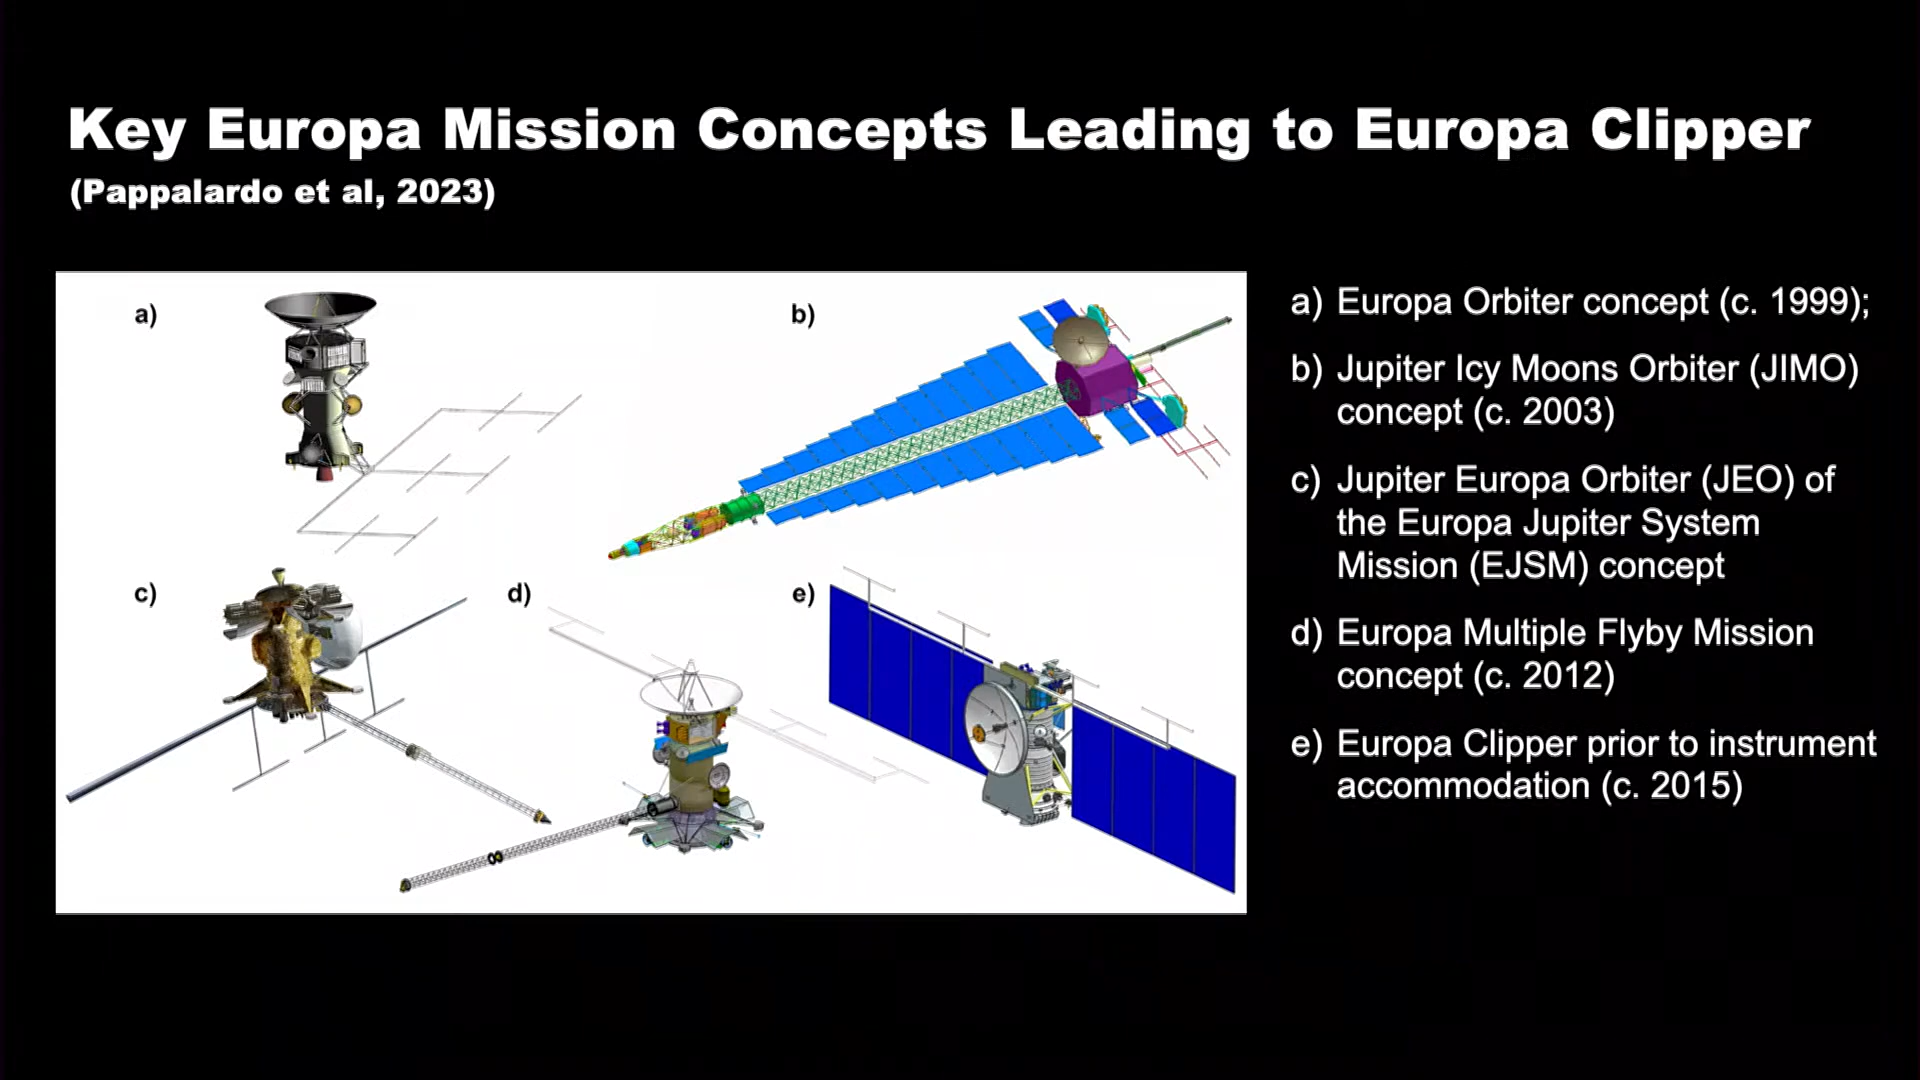 Key Europa Mission Concepts Leading to Europa Clipper
(Pappalardo et al, 2023)
a)
b)
c)
d)
e)
a) Europa Orbiter concept (c. 1999);
b) Jupiter Icy Moons Orbiter (JIMO)
concept (c. 2003)
c) Jupiter Europa Orbiter (JEO) of
the Europa Jupiter System
Mission (EJSM) concept
d) Europa Multiple Flyby Mission
concept (c. 2012)
e) Europa Clipper prior to instrument
accommodation (c. 2015)